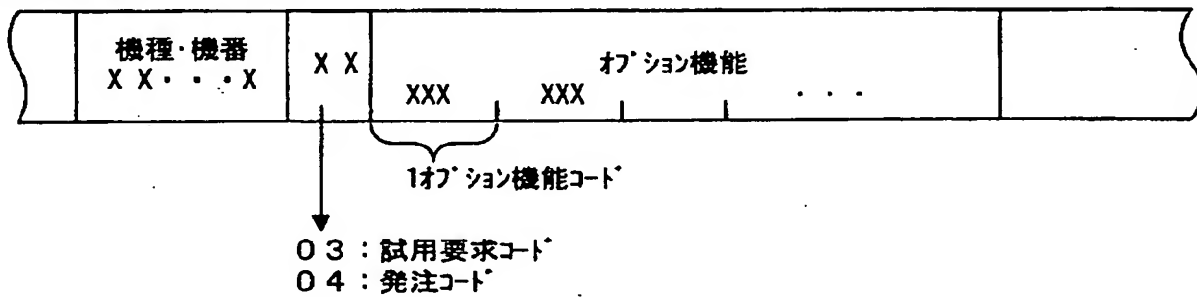 機種・機番
X X・・・X
X X
オプション機能
XXX
XXX
・・・
1オプション機能コード
03：試用要求コード
04：発注コード